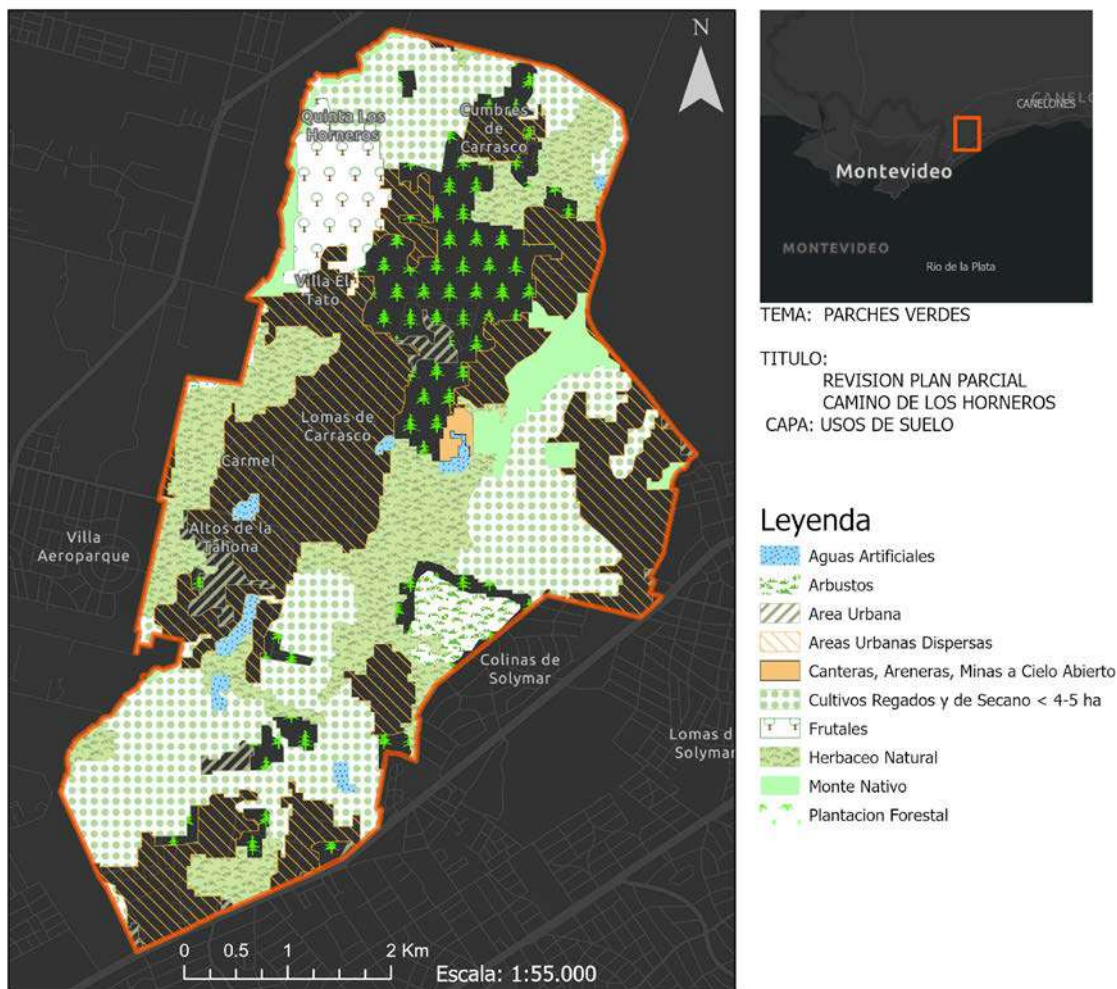 N
Quinta Los
Horneros
Cumbres
de
Carrasco
Villa El
Tato
Lomas de
Carrasco
Carmel
Villa
Aeroparque
Altos de la
Tahona
Colinas de
Solymar
Lomas d
Solymar
0 0.5 1 2 Km
Escala: 1:55.000
CANELONES
CANELONES
Montevideo
MONTEVIDEO
Río de la Plata
TEMA: PARCHES VERDES
TITULO:
REVISION PLAN PARCIAL
CAMINO DE LOS HORNEROS
CAPA: USOS DE SUELO
Leyenda
Aguas Artificiales
Arbustos
Area Urbana
Areas Urbanas Dispersas
Canteras, Areneras, Minas a Cielo Abierto
Cultivos Regados y de Secano < 4-5 ha
Frutales
Herbaceo Natural
Monte Nativo
Plantacion Forestal